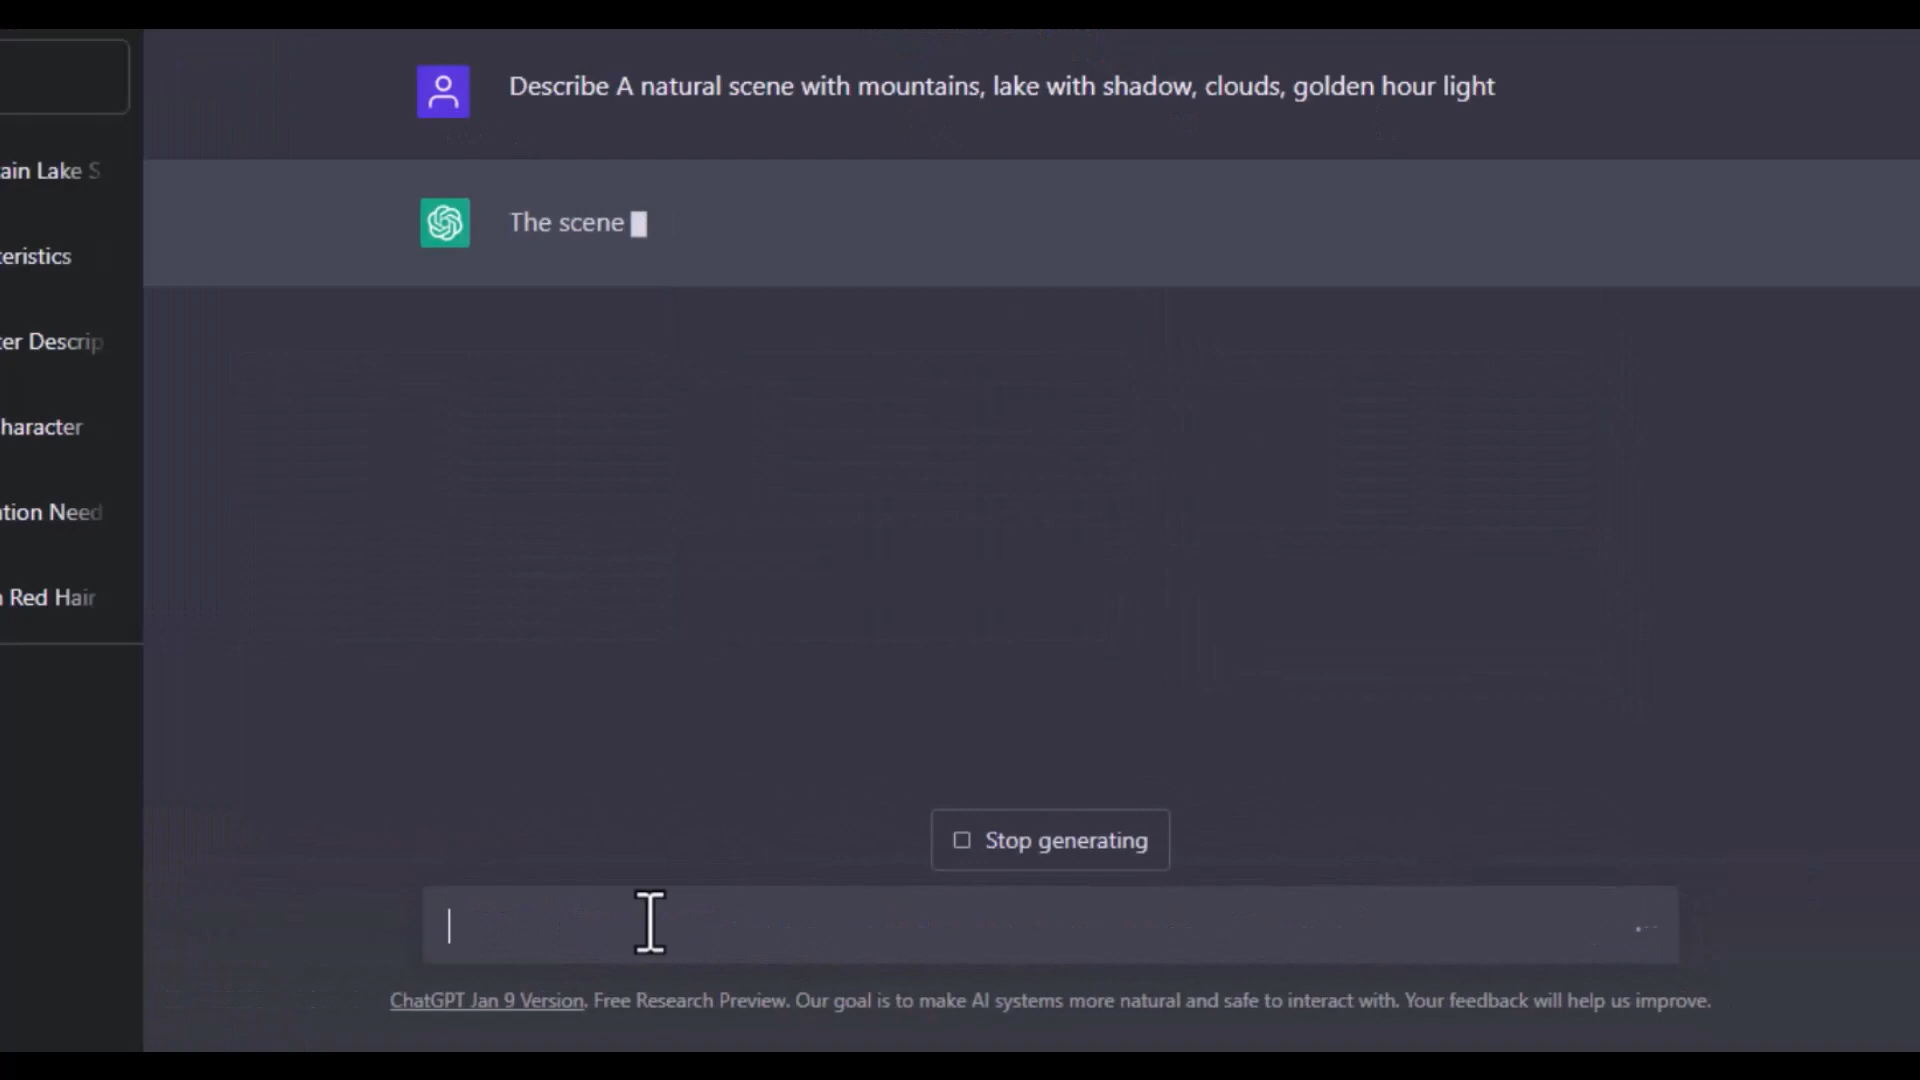 Describe A natural scene with mountains, lake with shadow, clouds, golden hour light
ain Lake S
The scene
teristics
ter Descrip
haracter
ation Need
Red Hair
Stop generating
ChatGPT Jan 9 Version. Free Research Preview. Our goal is to make AI systems more natural and safe to interact with. Your feedback will help us improve.